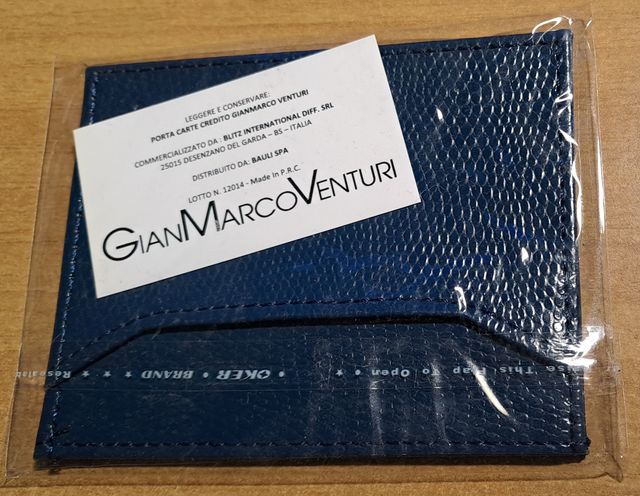 LEGGERE E CONSERVARE:
PORTA CARTE CREDITO GIANMARCO VENTURI
COMMERCIALIZZATO DA : BLITZ INTERNATIONAL DIFF. SRL
25015 DESENZANO DEL GARDA – BS – ITALIA
DISTRIBUITO DA: BAULI SPA
LOTTO N. 12014 - Made in P.R.C.
GIANMARCOVENTURI
This Flap To Open • ★ • OKER • BRAND • ★ ★ ★